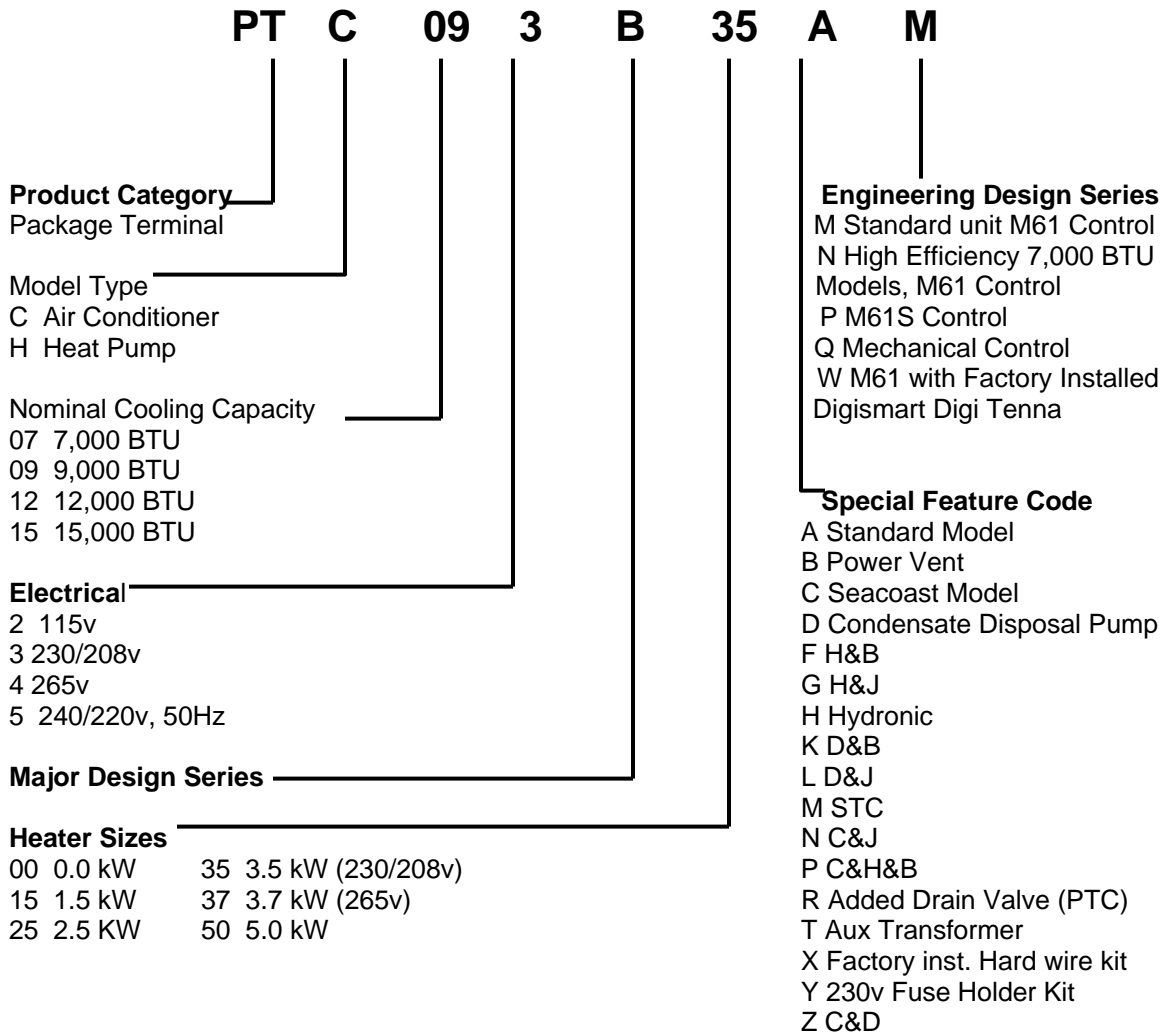 PT C 09 3 B 35 A M
Product Category
Package Terminal
Model Type
C Air Conditioner
H Heat Pump
Nominal Cooling Capacity
07 7,000 BTU
09 9,000 BTU
12 12,000 BTU
15 15,000 BTU
Electrical
2 115v
3 230/208v
4 265v
5 240/220v, 50Hz
Major Design Series
Heater Sizes
00 0.0 kW 35 3.5 kW (230/208v)
15 1.5 kW 37 3.7 kW (265v)
25 2.5 KW 50 5.0 kW
Engineering Design Series
M Standard unit M61 Control
N High Efficiency 7,000 BTU
Models, M61 Control
P M61S Control
Q Mechanical Control
W M61 with Factory Installed
Digismart Digi Tenna
Special Feature Code
A Standard Model
B Power Vent
C Seacoast Model
D Condensate Disposal Pump
F H&B
G H&J
H Hydronic
K D&B
L D&J
M STC
N C&J
P C&H&B
R Added Drain Valve (PTC)
T Aux Transformer
X Factory inst. Hard wire kit
Y 230v Fuse Holder Kit
Z C&D